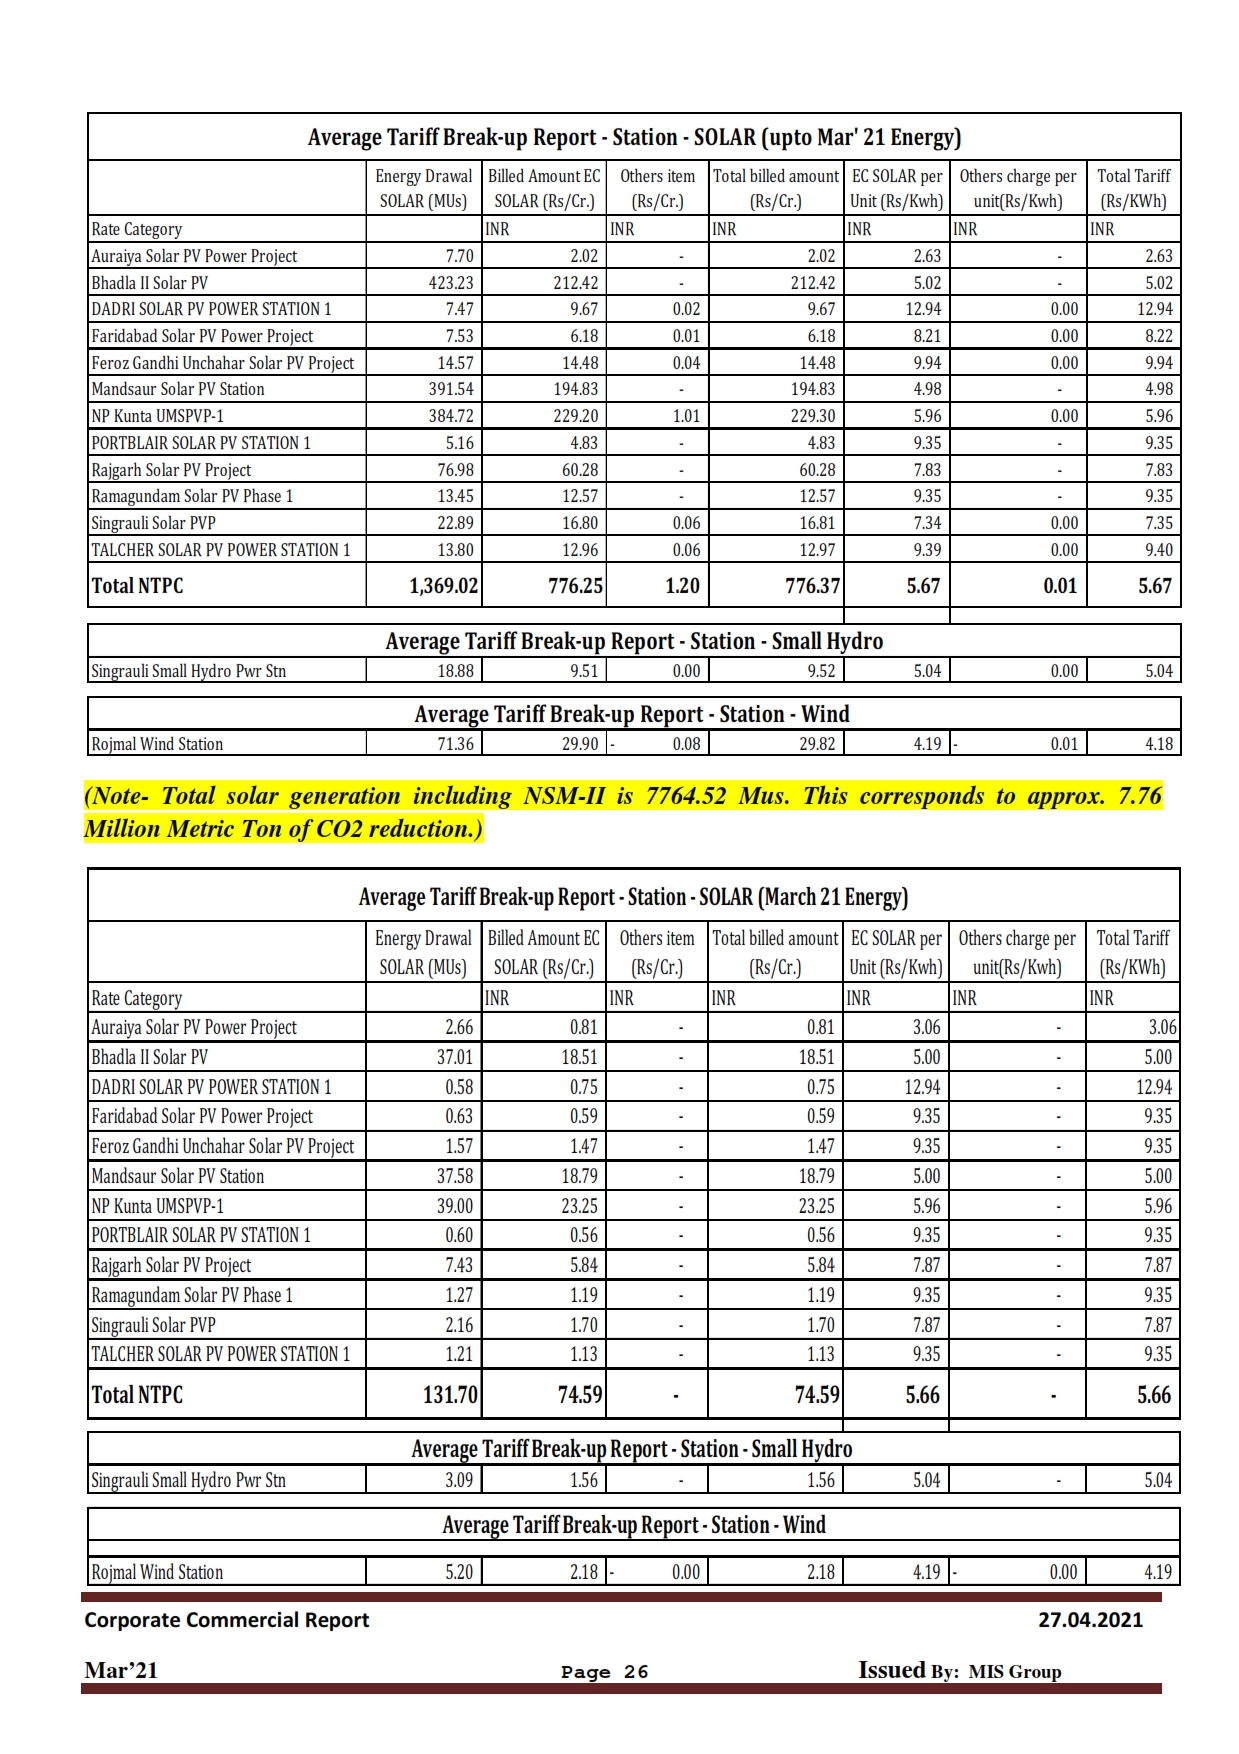 Average Tariff Break-up Report - Station - SOLAR (upto Mar' 21 Energy)
Energy Drawal SOLAR (MUs) Billed Amount EC SOLAR (Rs/Cr.) Others item (Rs/Cr.) Total billed amount (Rs/Cr.) EC SOLAR per Unit (Rs/Kwh) Others charge per unit(Rs/Kwh) Total Tariff (Rs/KWh)
Rate Category INR INR INR INR INR INR
Auraiya Solar PV Power Project 7.70 2.02 - 2.02 2.63 - 2.63
Bhadla II Solar PV 423.23 212.42 - 212.42 5.02 - 5.02
DADRI SOLAR PV POWER STATION 1 7.47 9.67 0.02 9.67 12.94 0.00 12.94
Faridabad Solar PV Power Project 7.53 6.18 0.01 6.18 8.21 0.00 8.22
Feroz Gandhi Unchahar Solar PV Project 14.57 14.48 0.04 14.48 9.94 0.00 9.94
Mandsaur Solar PV Station 391.54 194.83 - 194.83 4.98 - 4.98
NP Kunta UMSPVP-1 384.72 229.20 1.01 229.30 5.96 0.00 5.96
PORTBLAIR SOLAR PV STATION 1 5.16 4.83 - 4.83 9.35 - 9.35
Rajgarh Solar PV Project 76.98 60.28 - 60.28 7.83 - 7.83
Ramagundam Solar PV Phase 1 13.45 12.57 - 12.57 9.35 - 9.35
Singrauli Solar PVP 22.89 16.80 0.06 16.81 7.34 0.00 7.35
TALCHER SOLAR PV POWER STATION 1 13.80 12.96 0.06 12.97 9.39 0.00 9.40
Total NTPC 1,369.02 776.25 1.20 776.37 5.67 0.01 5.67
Average Tariff Break-up Report - Station - Small Hydro
Singrauli Small Hydro Pwr Stn 18.88 9.51 0.00 9.52 5.04 0.00 5.04
Average Tariff Break-up Report - Station - Wind
Rojmal Wind Station 71.36 29.90 - 0.08 29.82 4.19 - 0.01 4.18
(Note- Total solar generation including NSM-II is 7764.52 Mus. This corresponds to approx. 7.76
Million Metric Ton of CO2 reduction.)
Average Tariff Break-up Report - Station - SOLAR (March 21 Energy)
Energy Drawal SOLAR (MUs) Billed Amount EC SOLAR (Rs/Cr.) Others item (Rs/Cr.) Total billed amount (Rs/Cr.) EC SOLAR per Unit (Rs/Kwh) Others charge per unit(Rs/Kwh) Total Tariff (Rs/KWh)
Rate Category INR INR INR INR INR INR
Auraiya Solar PV Power Project 2.66 0.81 - 0.81 3.06 - 3.06
Bhadla II Solar PV 37.01 18.51 - 18.51 5.00 - 5.00
DADRI SOLAR PV POWER STATION 1 0.58 0.75 - 0.75 12.94 - 12.94
Faridabad Solar PV Power Project 0.63 0.59 - 0.59 9.35 - 9.35
Feroz Gandhi Unchahar Solar PV Project 1.57 1.47 - 1.47 9.35 - 9.35
Mandsaur Solar PV Station 37.58 18.79 - 18.79 5.00 - 5.00
NP Kunta UMSPVP-1 39.00 23.25 - 23.25 5.96 - 5.96
PORTBLAIR SOLAR PV STATION 1 0.60 0.56 - 0.56 9.35 - 9.35
Rajgarh Solar PV Project 7.43 5.84 - 5.84 7.87 - 7.87
Ramagundam Solar PV Phase 1 1.27 1.19 - 1.19 9.35 - 9.35
Singrauli Solar PVP 2.16 1.70 - 1.70 7.87 - 7.87
TALCHER SOLAR PV POWER STATION 1 1.21 1.13 - 1.13 9.35 - 9.35
Total NTPC 131.70 74.59 - 74.59 5.66 - 5.66
Average Tariff Break-up Report - Station - Small Hydro
Singrauli Small Hydro Pwr Stn 3.09 1.56 - 1.56 5.04 - 5.04
Average Tariff Break-up Report - Station - Wind
Rojmal Wind Station 5.20 2.18 - 0.00 2.18 4.19 - 0.00 4.19
Corporate Commercial Report 27.04.2021
Mar’21 Page 26 Issued By: MIS Group